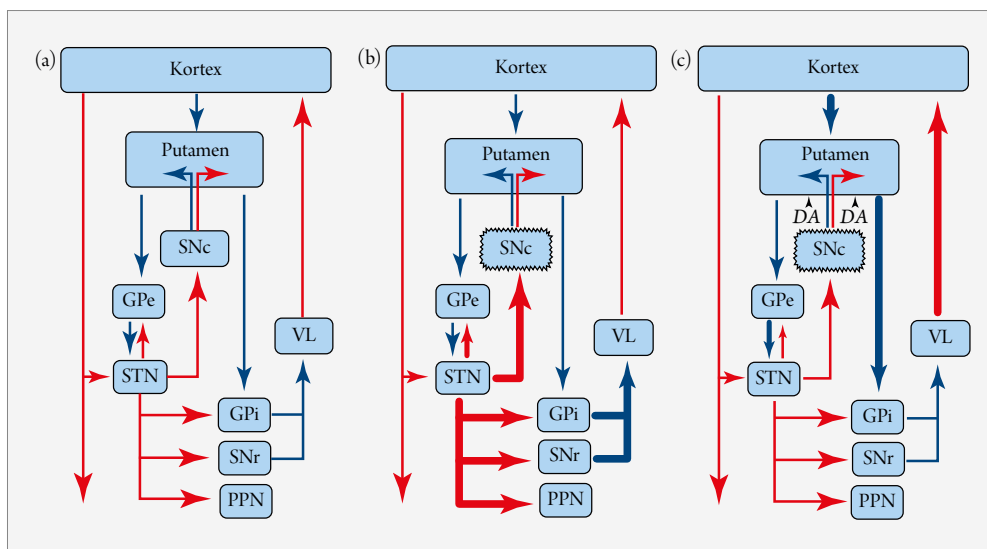 (a)
Kortex
Putamen
SNc
GPe
VL
STN
GPi
SNr
PPN
(b)
Kortex
Putamen
SNc
GPe
VL
STN
GPi
SNr
PPN
(c)
Kortex
Putamen
DA DA
SNc
GPe
VL
STN
GPi
SNr
PPN